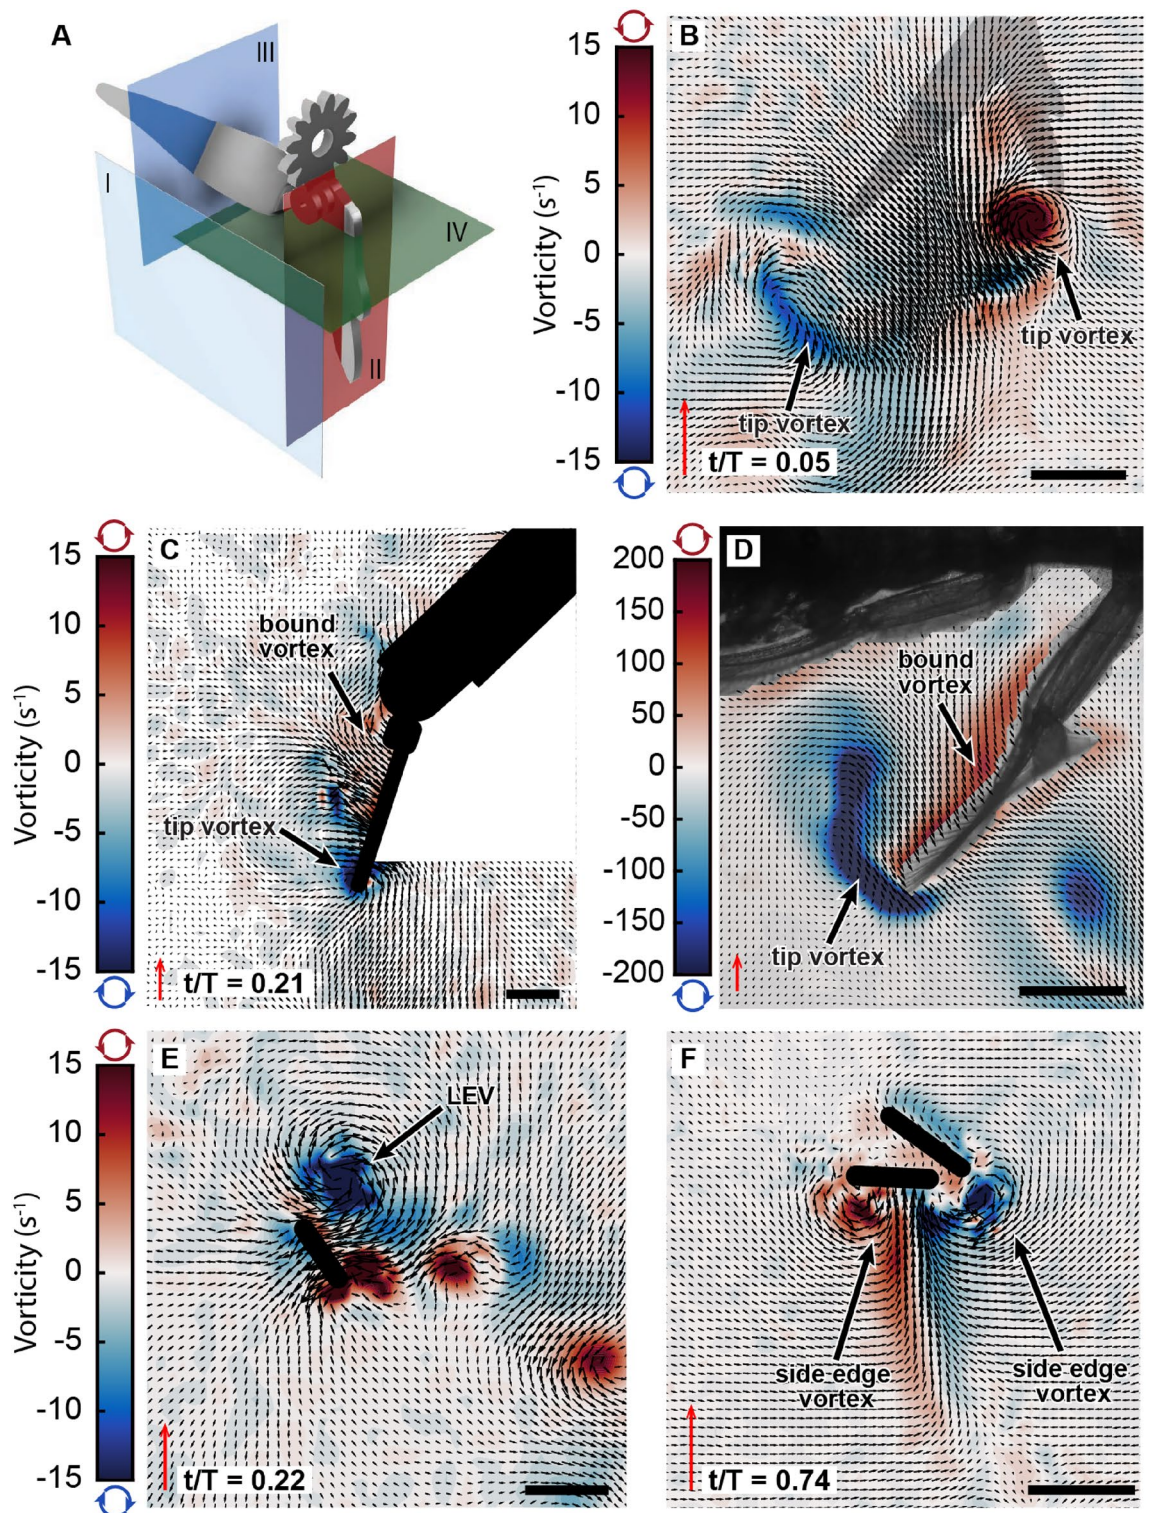 A
III
I
IV
II
15
10
5
0
-5
-10
-15
Vorticity (s⁻¹)
B
tip vortex
tip vortex
t/T = 0.05
15
10
5
0
-5
-10
-15
Vorticity (s⁻¹)
C
bound
vortex
tip vortex
t/T = 0.21
200
150
100
50
0
-50
-100
-150
-200
D
bound
vortex
tip vortex
15
10
5
0
-5
-10
-15
Vorticity (s⁻¹)
E
LEV
t/T = 0.22
F
side edge
vortex
side edge
vortex
t/T = 0.74